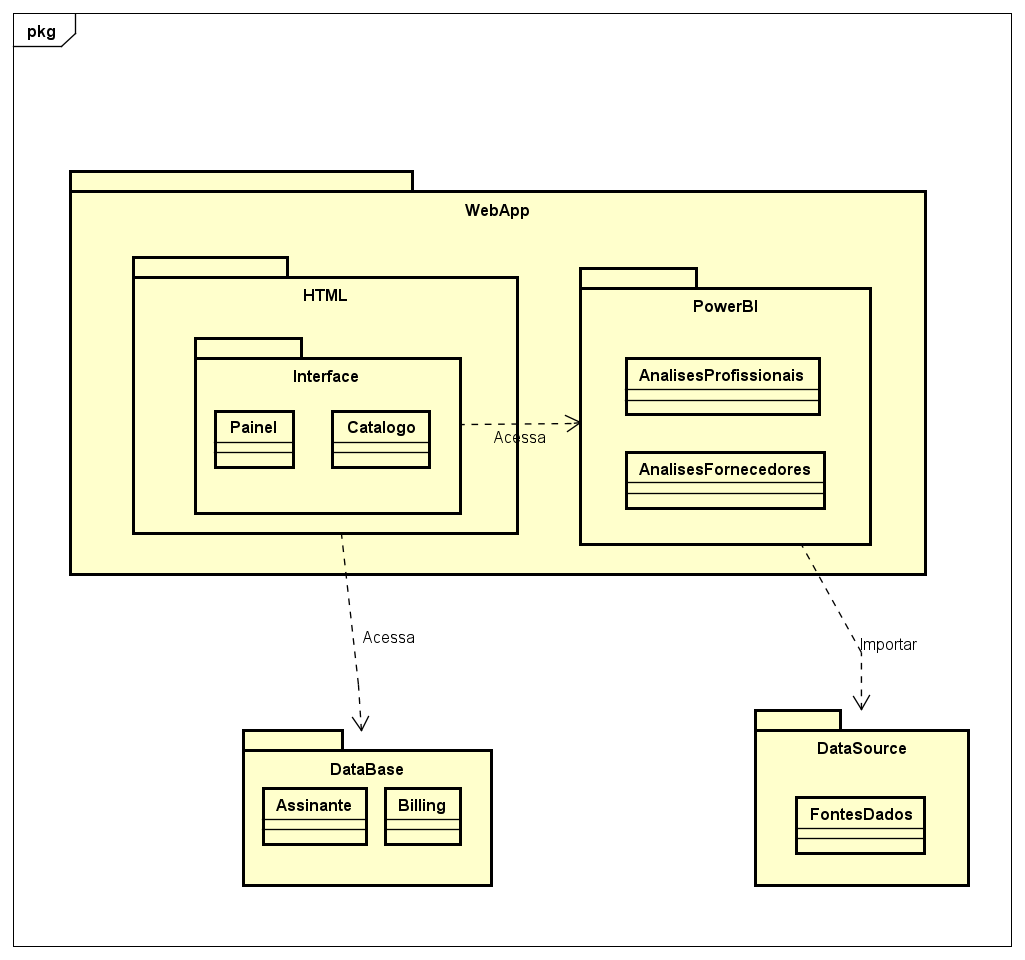 pkg
WebApp
HTML
PowerBI
Interface
AnalisesProfissionais
Painel
Catalogo
Acessa
AnalisesFornecedores
Acessa
Importar
DataBase
DataSource
Assinante
Billing
FontesDados